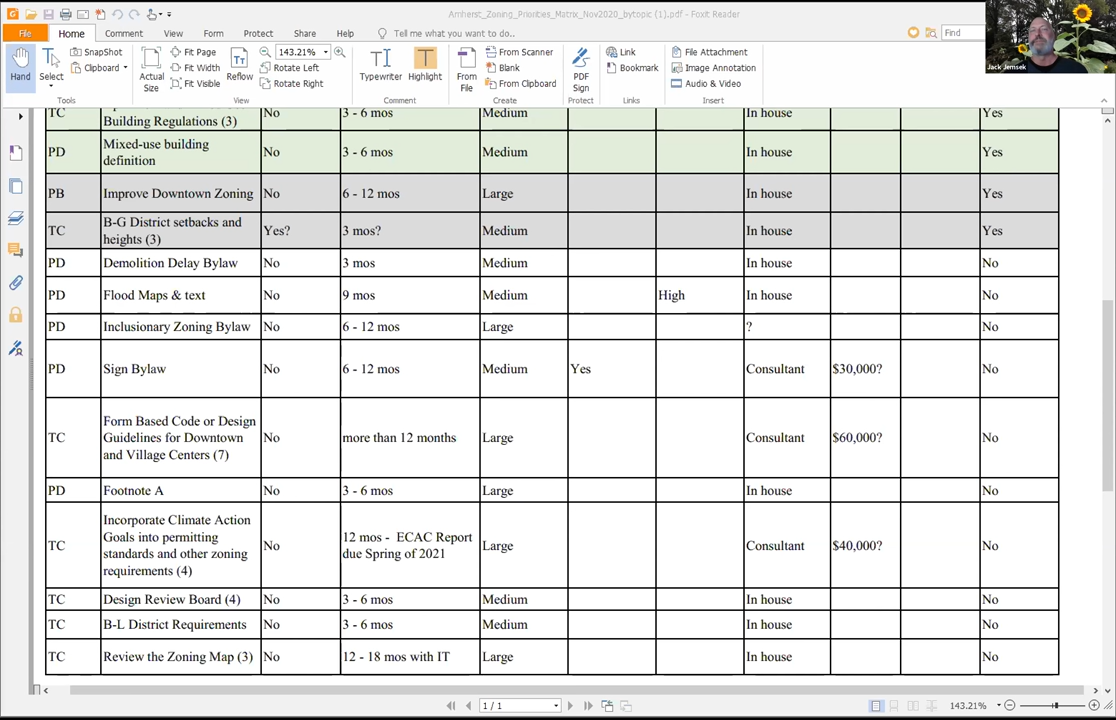 Amherst_Zoning_Priorities_Matrix_Nov2020_bytopic (1).pdf - Foxit Reader
File Home Comment View Form Protect Share Help Tell me what you want to do.. Find
Hand
Select
SnapShot
Clipboard
Actual
Size
Fit Page
Fit Width
Fit Visible
Reflow
143.21%
Rotate Left
Rotate Right
Typewriter
Highlight
From
File
From Scanner
Blank
From Clipboard
PDF
Sign
Link
Bookmark
File Attachment
Image Annotation
Audio & Video
Tools View Comment Create Protect Links Insert
Jack Jemsek
TC Building Regulations (3) No 3 - 6 mos Medium In house Yes
PD Mixed-use building
definition No 3 - 6 mos Medium In house Yes
PB Improve Downtown Zoning No 6 - 12 mos Large In house Yes
TC B-G District setbacks and
heights (3) Yes? 3 mos? Medium In house Yes
PD Demolition Delay Bylaw No 3 mos Medium In house No
PD Flood Maps & text No 9 mos Medium High In house No
PD Inclusionary Zoning Bylaw No 6 - 12 mos Large ? No
PD Sign Bylaw No 6 - 12 mos Medium Yes Consultant $30,000? No
TC Form Based Code or Design
Guidelines for Downtown
and Village Centers (7) No more than 12 months Large Consultant $60,000? No
PD Footnote A No 3 - 6 mos Large In house No
TC Incorporate Climate Action
Goals into permitting
standards and other zoning
requirements (4) No 12 mos - ECAC Report
due Spring of 2021 Large Consultant $40,000? No
TC Design Review Board (4) No 3 - 6 mos Medium In house No
TC B-L District Requirements No 3 - 6 mos Medium In house No
TC Review the Zoning Map (3) No 12 - 18 mos with IT Large In house No
1 / 1 143.21%